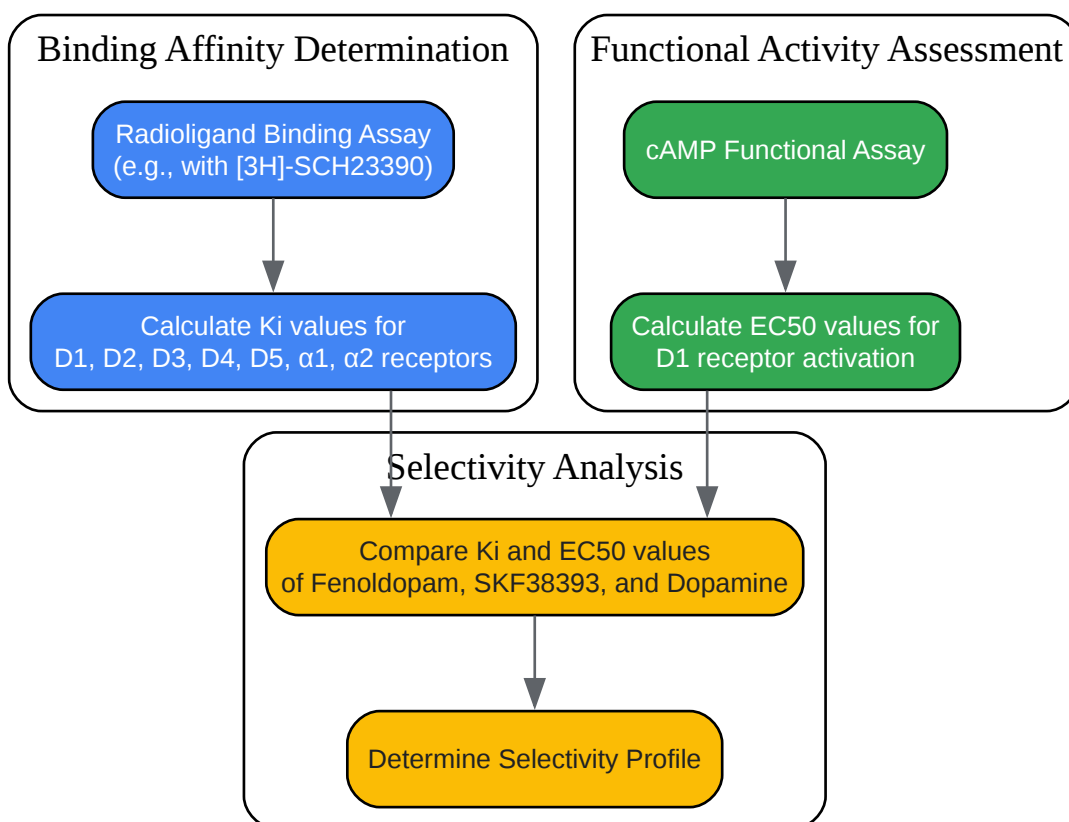 Binding Affinity Determination
Radioligand Binding Assay
(e.g., with [3H]-SCH23390)
Calculate Ki values for
D1, D2, D3, D4, D5, α1, α2 receptors
Functional Activity Assessment
cAMP Functional Assay
Calculate EC50 values for
D1 receptor activation
Selectivity Analysis
Compare Ki and EC50 values
of Fenoldopam, SKF38393, and Dopamine
Determine Selectivity Profile